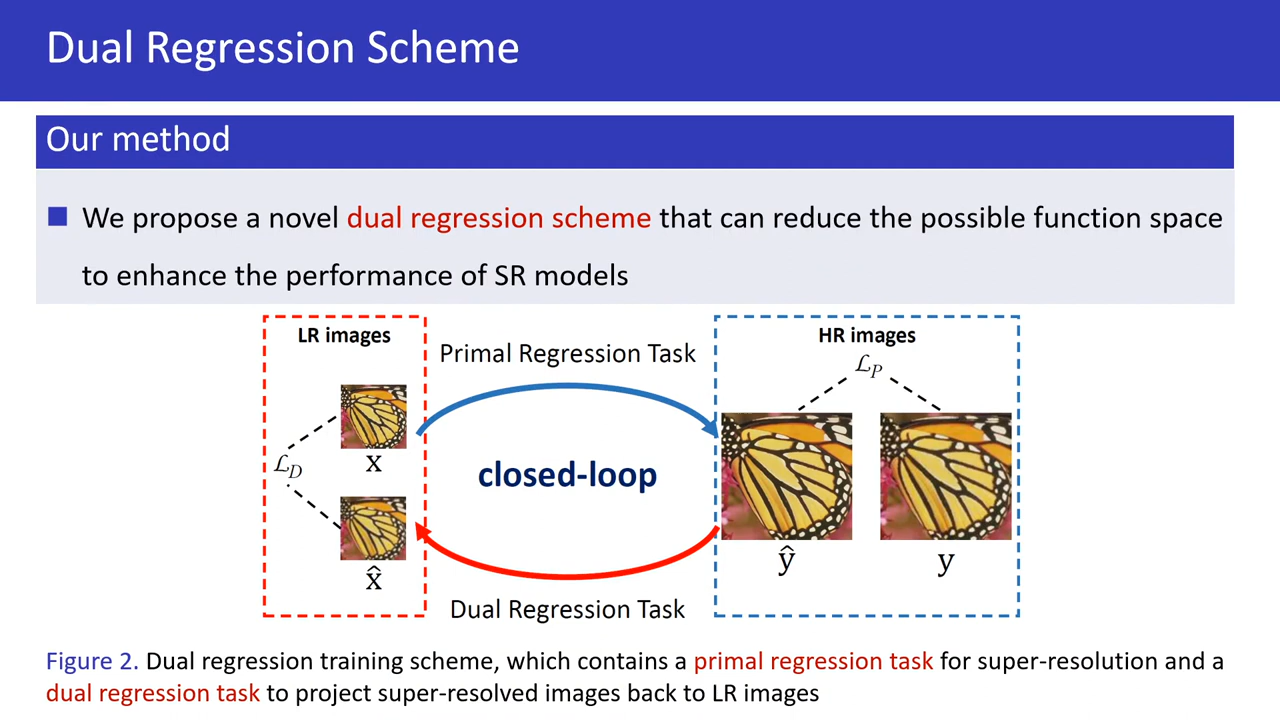 Dual Regression Scheme
Our method
We propose a novel dual regression scheme that can reduce the possible function space
to enhance the performance of SR models
LR images
Primal Regression Task
HR images
ℒP
x
ℒD
closed-loop
x̂
ŷ
y
Dual Regression Task
Figure 2. Dual regression training scheme, which contains a primal regression task for super-resolution and a
dual regression task to project super-resolved images back to LR images